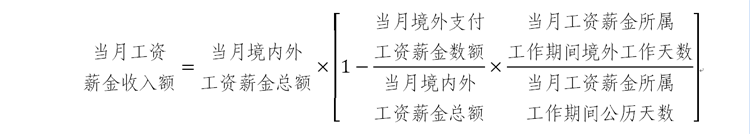 当月工资薪金收入额 = 当月境内外工资薪金总额 × [1 − 当月境外支付工资薪金数额 / 当月境内外工资薪金总额 × 当月工资薪金所属工作期间境外工作天数 / 当月工资薪金所属工作期间公历天数]